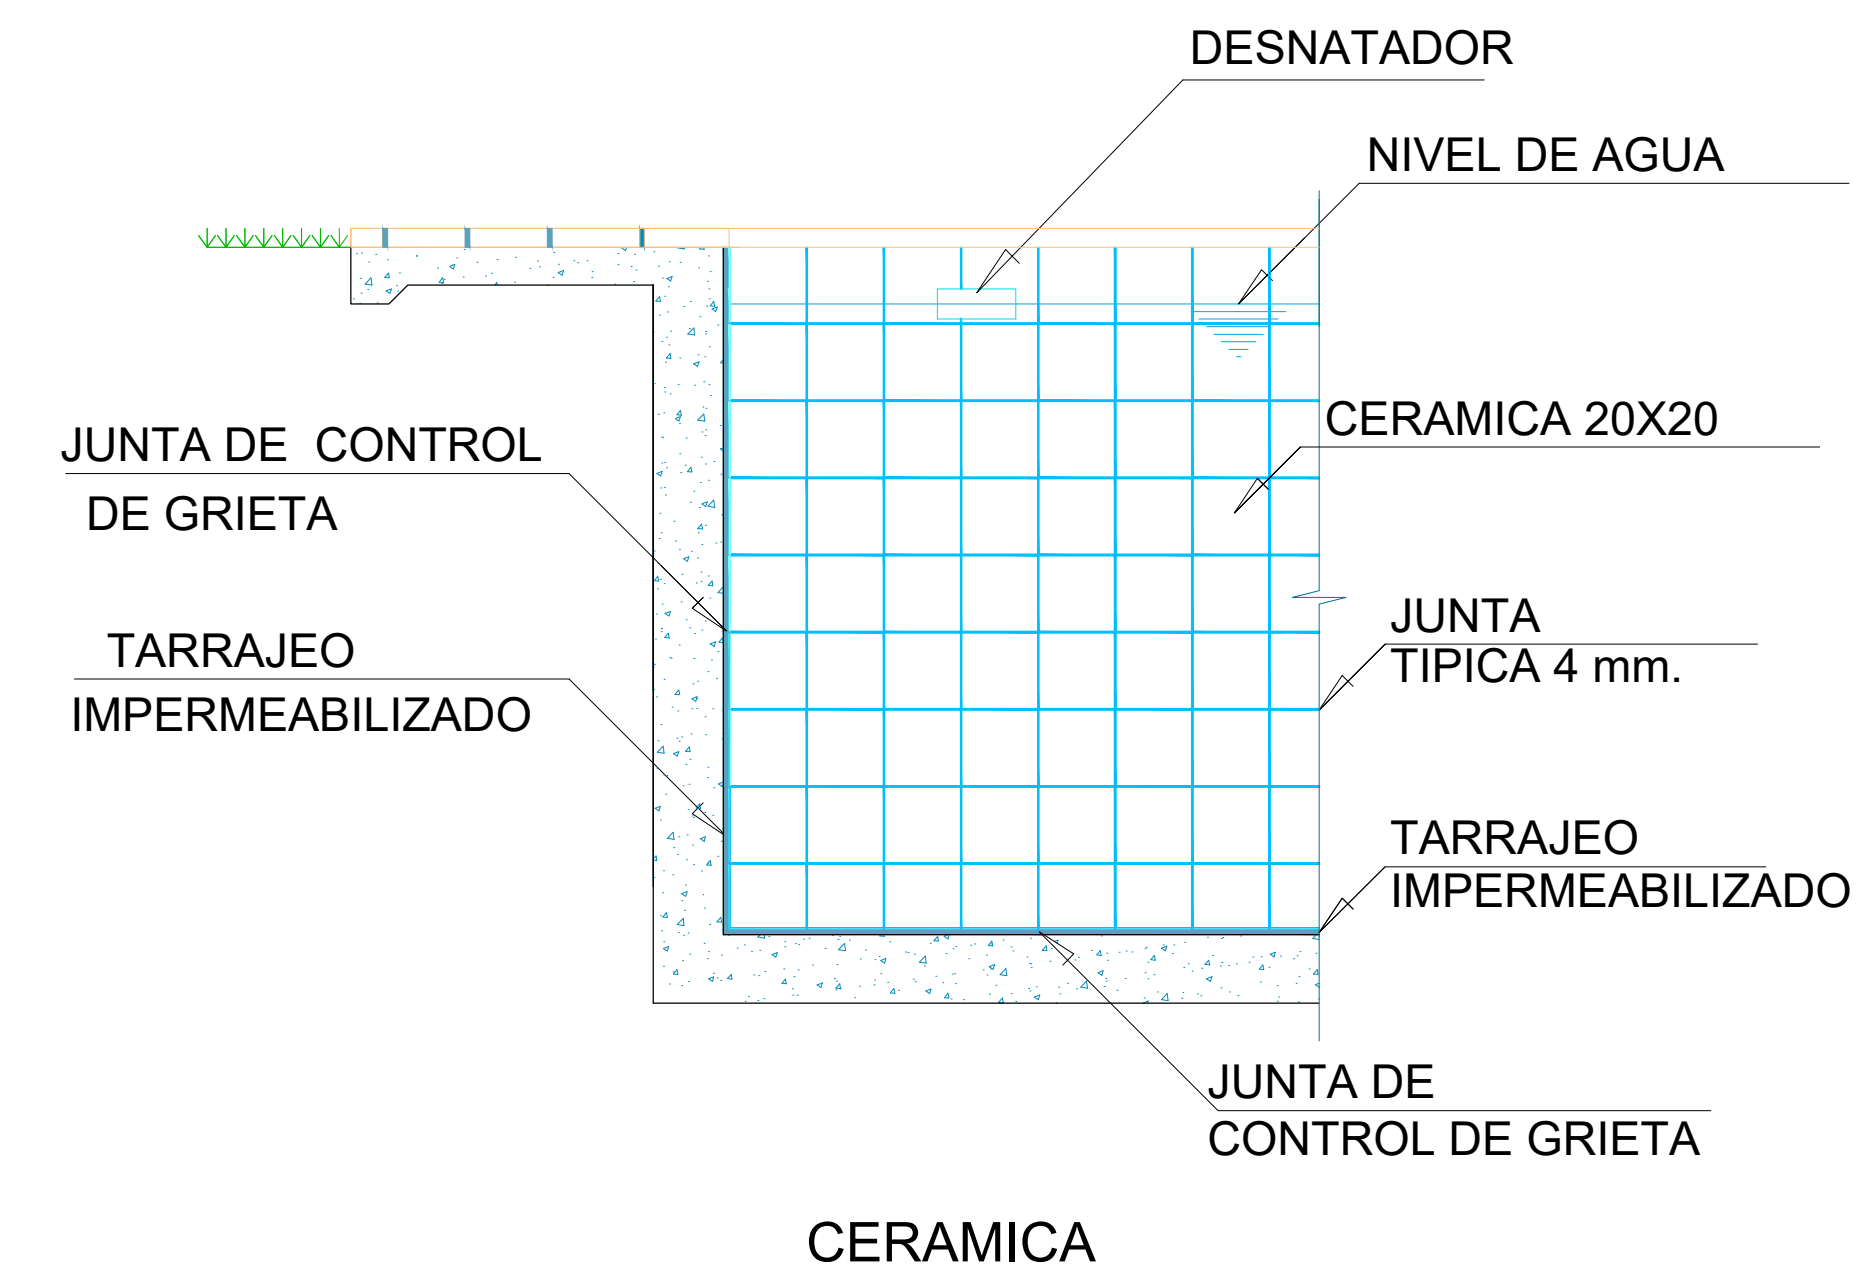 DESNATADOR
NIVEL DE AGUA
CERAMICA 20X20
JUNTA DE  CONTROL
DE GRIETA
JUNTA
TIPICA 4 mm.
TARRAJEO
IMPERMEABILIZADO
TARRAJEO
IMPERMEABILIZADO
JUNTA DE
CONTROL DE GRIETA
CERAMICA